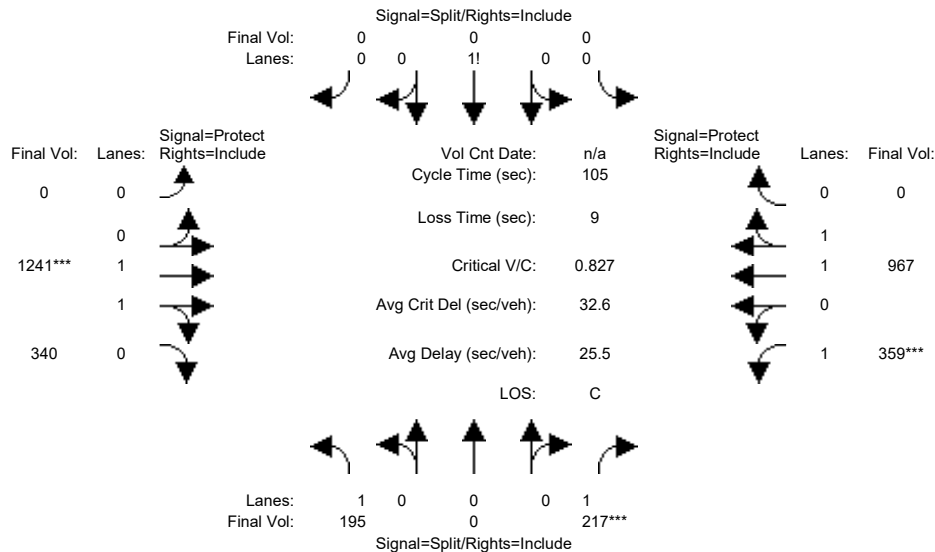 Signal=Split/Rights=Include
Final Vol: 0 0 0
Lanes: 0 0 1! 0 0
Signal=Protect Signal=Protect
Final Vol: Lanes: Rights=Include Vol Cnt Date: n/a Rights=Include Lanes: Final Vol:
Cycle Time (sec): 105
0 0 0 0
Loss Time (sec): 9
0 1
1241*** 1 Critical V/C: 0.827 1 967
1 Avg Crit Del (sec/veh): 32.6 0
340 0 Avg Delay (sec/veh): 25.5 1 359***
LOS: C
Lanes: 1 0 0 0 1
Final Vol: 195 0 217***
Signal=Split/Rights=Include